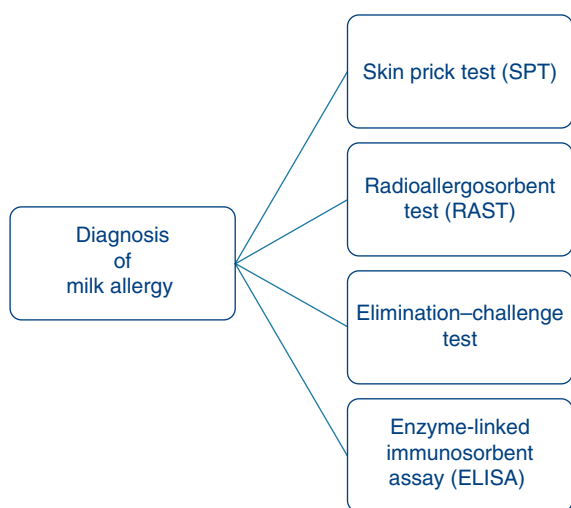 Diagnosis
of
milk allergy
Skin prick test (SPT)
Radioallergosorbent
test (RAST)
Elimination–challenge
test
Enzyme-linked
immunosorbent
assay (ELISA)